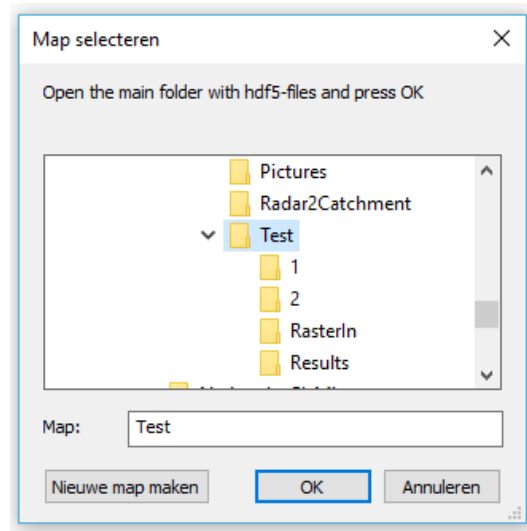 Map selecteren
Open the main folder with hdf5-files and press OK
Pictures
Radar2Catchment
Test
1
2
RasterIn
Results
Map: Test
Nieuwe map maken OK Annuleren